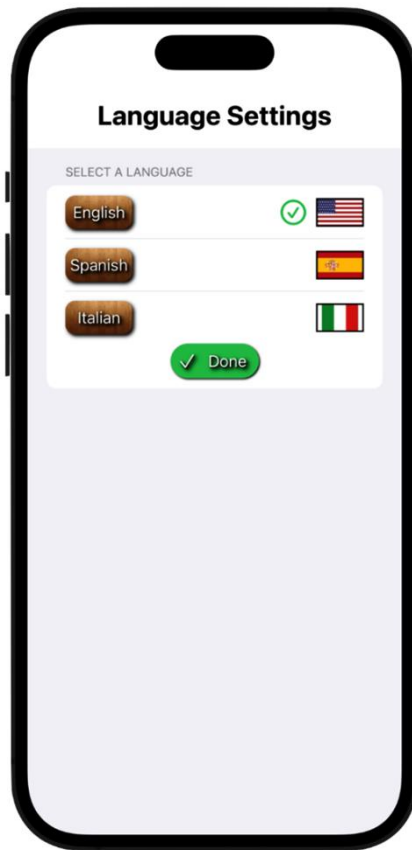 Language Settings
SELECT A LANGUAGE
English
Spanish
Italian
✓ Done